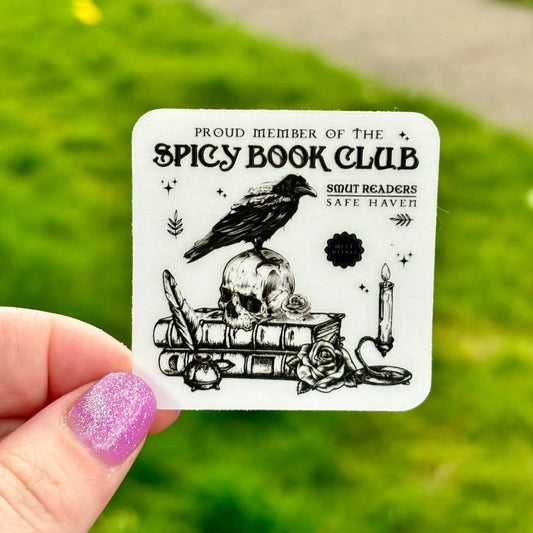 PROUD MEMBER OF THE
SPICY BOOK CLUB
SMUT READERS
SAFE HAVEN